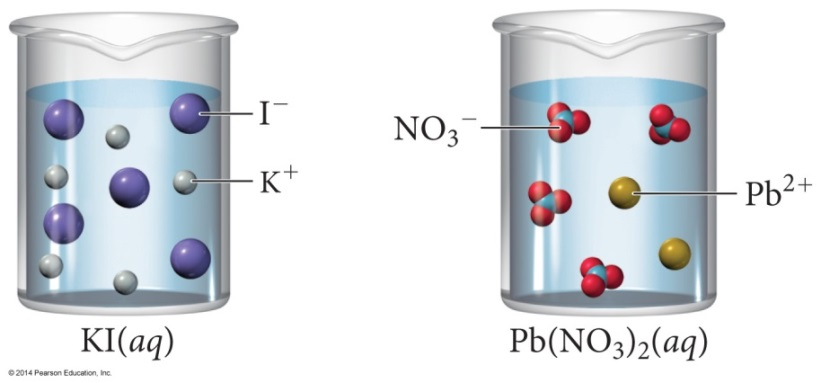 I⁻
K⁺
KI(aq)
NO₃⁻
Pb²⁺
Pb(NO₃)₂(aq)
© 2014 Pearson Education, Inc.